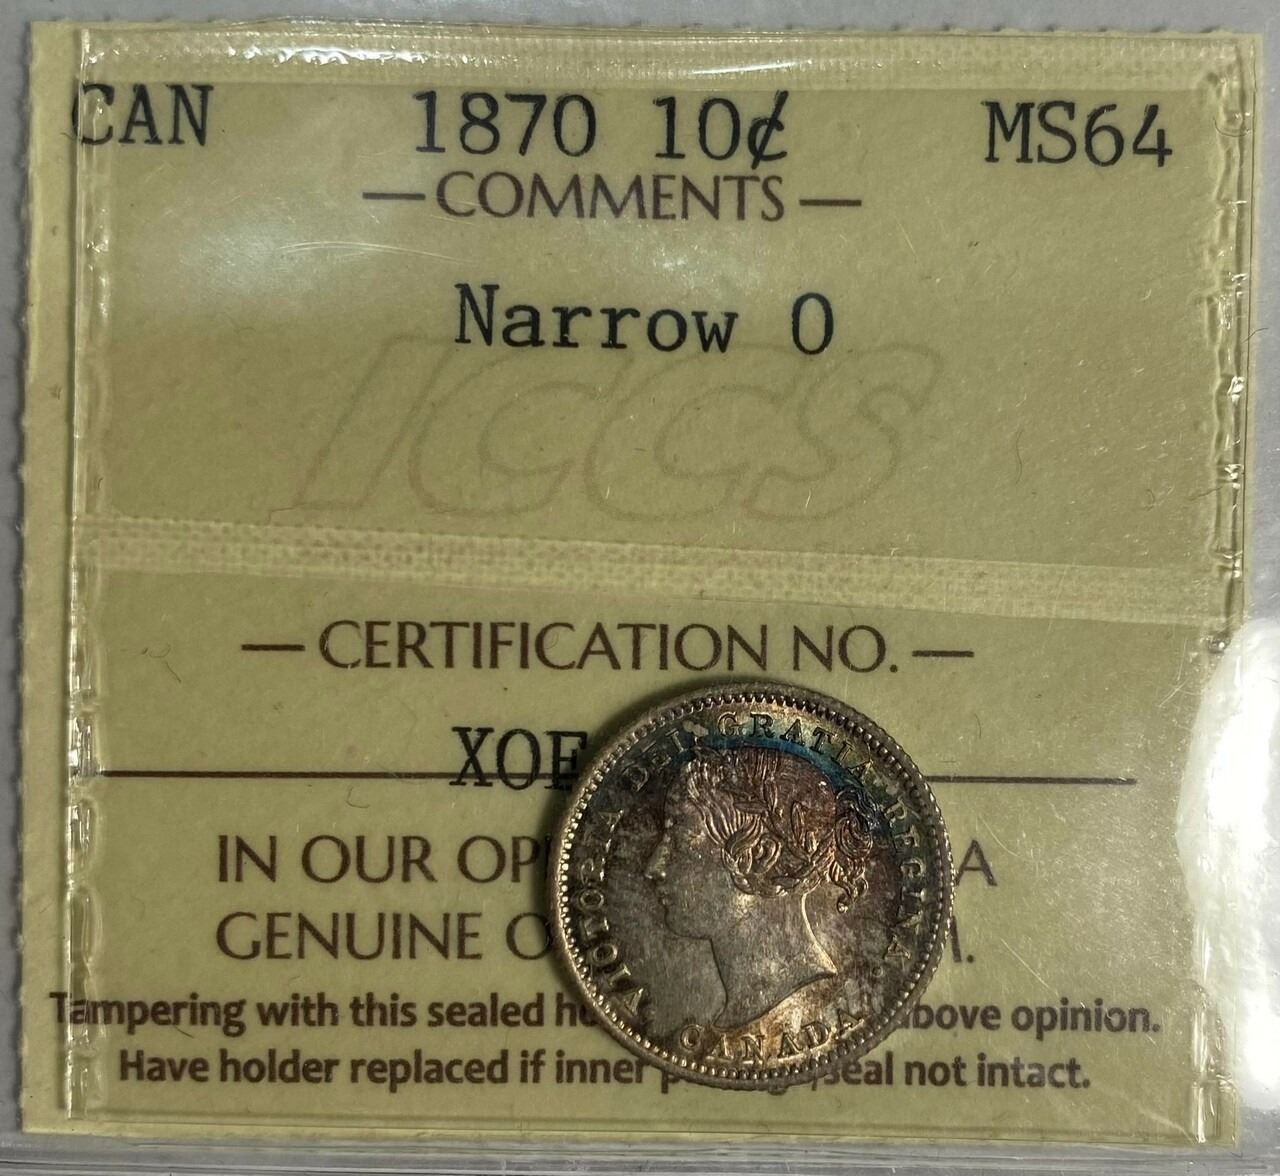 CAN 1870 10¢ MS64
— COMMENTS —
Narrow 0
ICCS
— CERTIFICATION NO. —
XOE
IN OUR OP A
GENUINE O M.
Tampering with this sealed ho above opinion.
Have holder replaced if inner p seal not intact.
VICTORIA DEI GRATIA REGINA.
CANADA